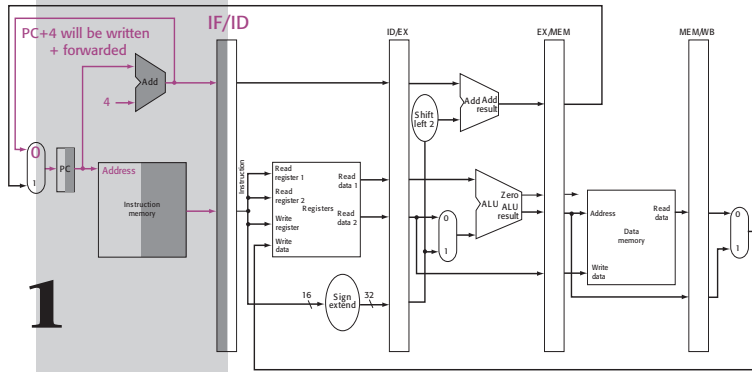 IF/ID
PC+4 will be written
+ forwarded
ID/EX
EX/MEM
MEM/WB
Add
4
Shift
left 2
Add Add
result
0
1
PC
Address
Instruction
memory
Instruction
Read
register 1
Read
register 2
Write
register
Write
data
Registers
Read
data 1
Read
data 2
0
1
ALU
Zero
ALU
result
Address
Write
data
Data
memory
Read
data
0
1
16
Sign
extend
32
1